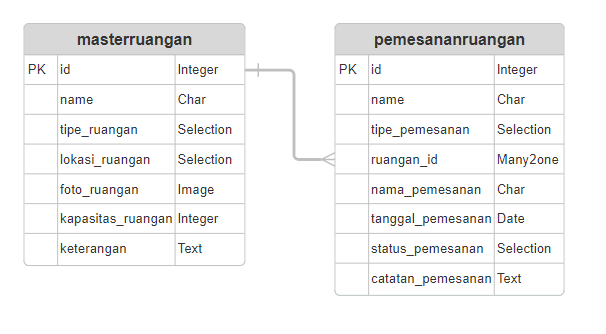 masterruangan
PK id Integer
name Char
tipe_ruangan Selection
lokasi_ruangan Selection
foto_ruangan Image
kapasitas_ruangan Integer
keterangan Text
pemesananruangan
PK id Integer
name Char
tipe_pemesanan Selection
ruangan_id Many2one
nama_pemesanan Char
tanggal_pemesanan Date
status_pemesanan Selection
catatan_pemesanan Text